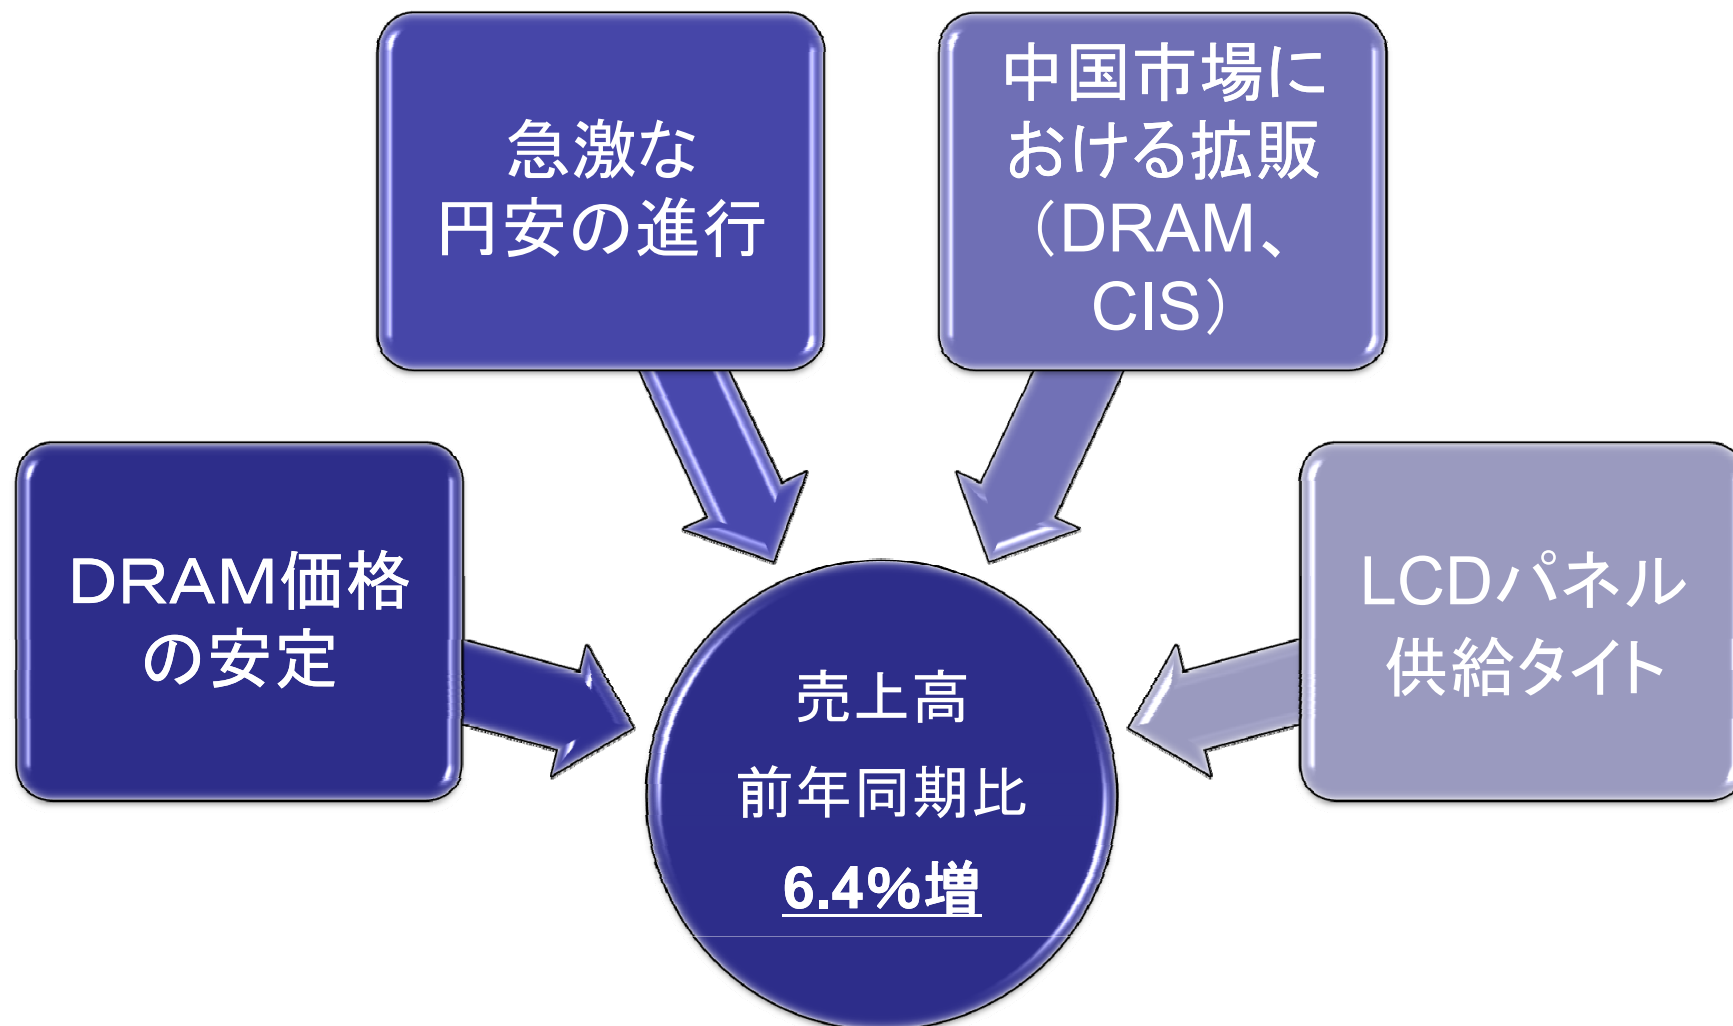 急激な
円安の進行
中国市場に
おける拡販
（DRAM、
CIS）
DRAM価格
の安定
LCDパネル
供給タイト
売上高
前年同期比
6.4%増